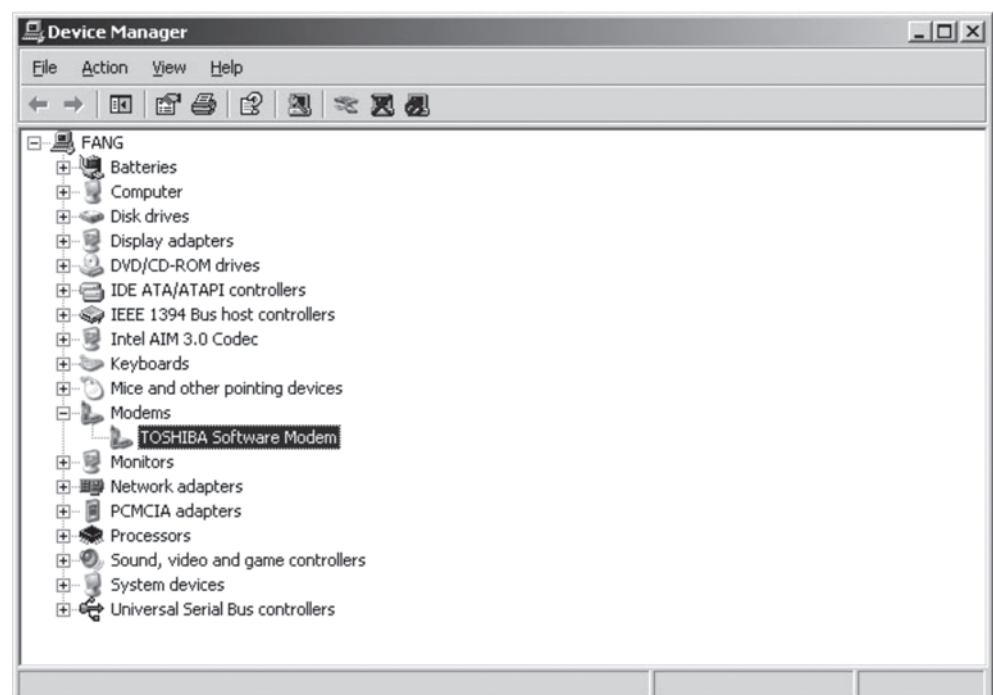 Device Manager
File Action View Help
FANG
Batteries
Computer
Disk drives
Display adapters
DVD/CD-ROM drives
IDE ATA/ATAPI controllers
IEEE 1394 Bus host controllers
Intel AIM 3.0 Codec
Keyboards
Mice and other pointing devices
Modems
TOSHIBA Software Modem
Monitors
Network adapters
PCMCIA adapters
Processors
Sound, video and game controllers
System devices
Universal Serial Bus controllers